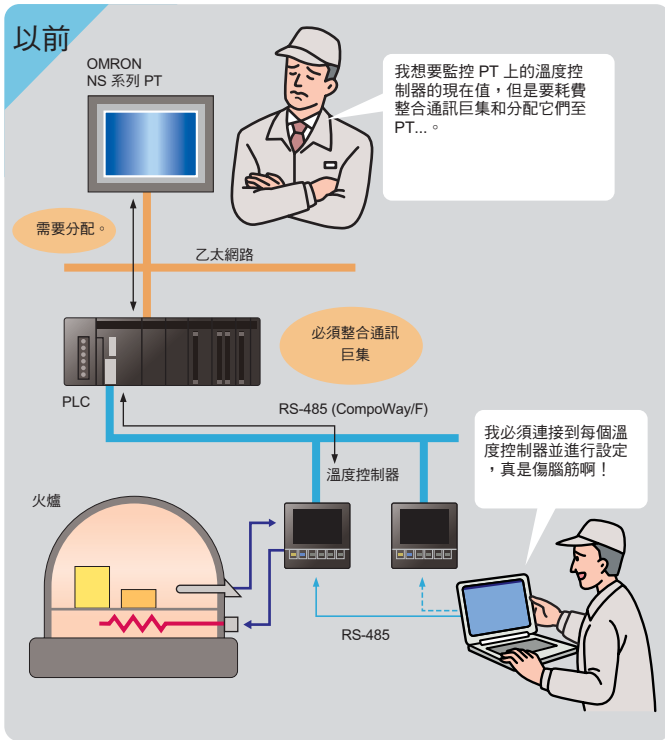 以前
OMRON
NS 系列 PT
我想要監控 PT 上的溫度控
制器的現在值，但是要耗費
整合通訊巨集和分配它們至
PT...。
需要分配。
乙太網路
必須整合通訊
巨集
PLC
RS-485 (CompoWay/F)
我必須連接到每個溫
度控制器並進行設定
，真是傷腦筋啊！
溫度控制器
火爐
RS-485